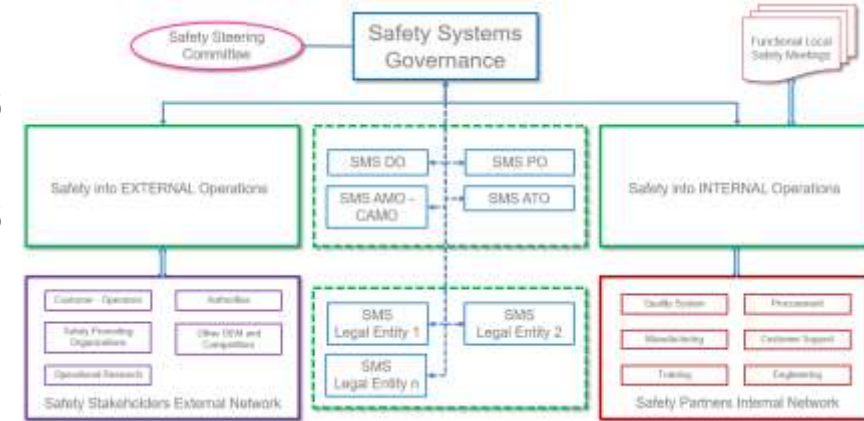 Safety Steering
Committee
Safety Systems
Governance
Functional Local
Safety Meetings
Safety into EXTERNAL Operations
SMS DO
SMS PO
SMS AMO -
CAMO
SMS ATO
Safety into INTERNAL Operations
Customer - Operators
Authorities
Safety Promoting
Organizations
Other OEM and
Competitors
Operational Research
Safety Stakeholders External Network
SMS
Legal Entity 1
SMS
Legal Entity 2
SMS
Legal Entity n
Quality System
Procurement
Manufacturing
Customer Support
Training
Engineering
Safety Partners Internal Network